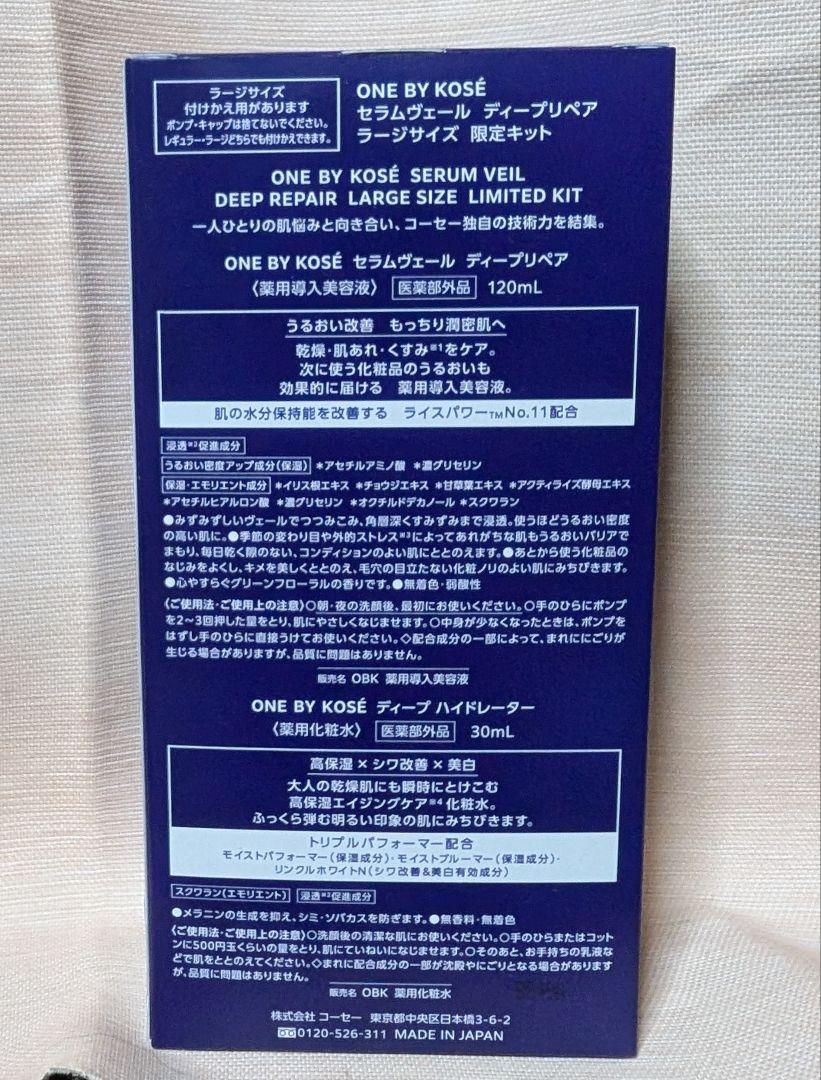 ラージサイズ
付けかえ用があります
ポンプ・キャップは捨てないでください。
レギュラー・ラージどちらでも付けかえできます。
ONE BY KOSÉ
セラムヴェール ディープリペア
ラージサイズ 限定キット
ONE BY KOSÉ SERUM VEIL
DEEP REPAIR LARGE SIZE LIMITED KIT
一人ひとりの肌悩みと向き合い、コーセー独自の技術力を結集。
ONE BY KOSÉ セラムヴェール ディープリペア
〈薬用導入美容液〉 医薬部外品 120mL
うるおい改善 もっちり潤密肌へ
乾燥・肌あれ・くすみ※1をケア。
次に使う化粧品のうるおいも
効果的に届ける 薬用導入美容液。
肌の水分保持能を改善する ライスパワーTMNo.11配合
浸透※2促進成分
うるおい密度アップ成分(保湿) *アセチルアミノ酸 *濃グリセリン
保湿・エモリエント成分 *イリス根エキス *チョウジエキス *甘草葉エキス *アクティライズ酵母エキス
*アセチルヒアルロン酸 *濃グリセリン *オクチルドデカノール *スクワラン
●みずみずしいヴェールでつつみこみ、角層深くすみずみまで浸透。使うほどうるおい密度
の高い肌に。●季節の変わり目や外的ストレス※3によってあれがちな肌もうるおいバリアで
まもり、毎日乾く隙のない、コンディションのよい肌にととのえます。●あとから使う化粧品の
なじみをよくし、キメを美しくととのえ、毛穴の目立たない化粧ノリのよい肌にみちびきます。
●心やすらぐグリーンフローラルの香りです。●無着色・弱酸性
〈ご使用法・ご使用上の注意〉○朝・夜の洗顔後、最初にお使いください。○手のひらにポンプ
を2〜3回押した量をとり、肌にやさしくなじませます。○中身が少なくなったときは、ポンプを
はずし手のひらに直接うけてお使いください。◇配合成分の一部によって、まれににごりが
生じる場合がありますが、品質に問題はありません。
販売名 OBK 薬用導入美容液
ONE BY KOSÉ ディープ ハイドレーター
〈薬用化粧水〉 医薬部外品 30mL
高保湿×シワ改善×美白
大人の乾燥肌にも瞬時にとけこむ
高保湿エイジングケア※4化粧水。
ふっくら弾む明るい印象の肌にみちびきます。
トリプルパフォーマー配合
モイストパフォーマー(保湿成分)・モイストプルーマー(保湿成分)・
リンクルホワイトN(シワ改善&美白有効成分)
スクワラン(エモリエント) 浸透※2促進成分
●メラニンの生成を抑え、シミ・ソバカスを防ぎます。●無香料・無着色
〈ご使用法・ご使用上の注意〉○洗顔後の清潔な肌にお使いください。○手のひらまたはコット
ンに500円玉くらいの量をとり、肌にていねいになじませます。○そのあと、お手持ちの乳液な
どで肌をととのえてください。◇まれに配合成分の一部が沈殿やにごりとなる場合があります
が、品質に問題はありません。
販売名 OBK 薬用化粧水
株式会社 コーセー 東京都中央区日本橋3-6-2
0120-526-311 MADE IN JAPAN